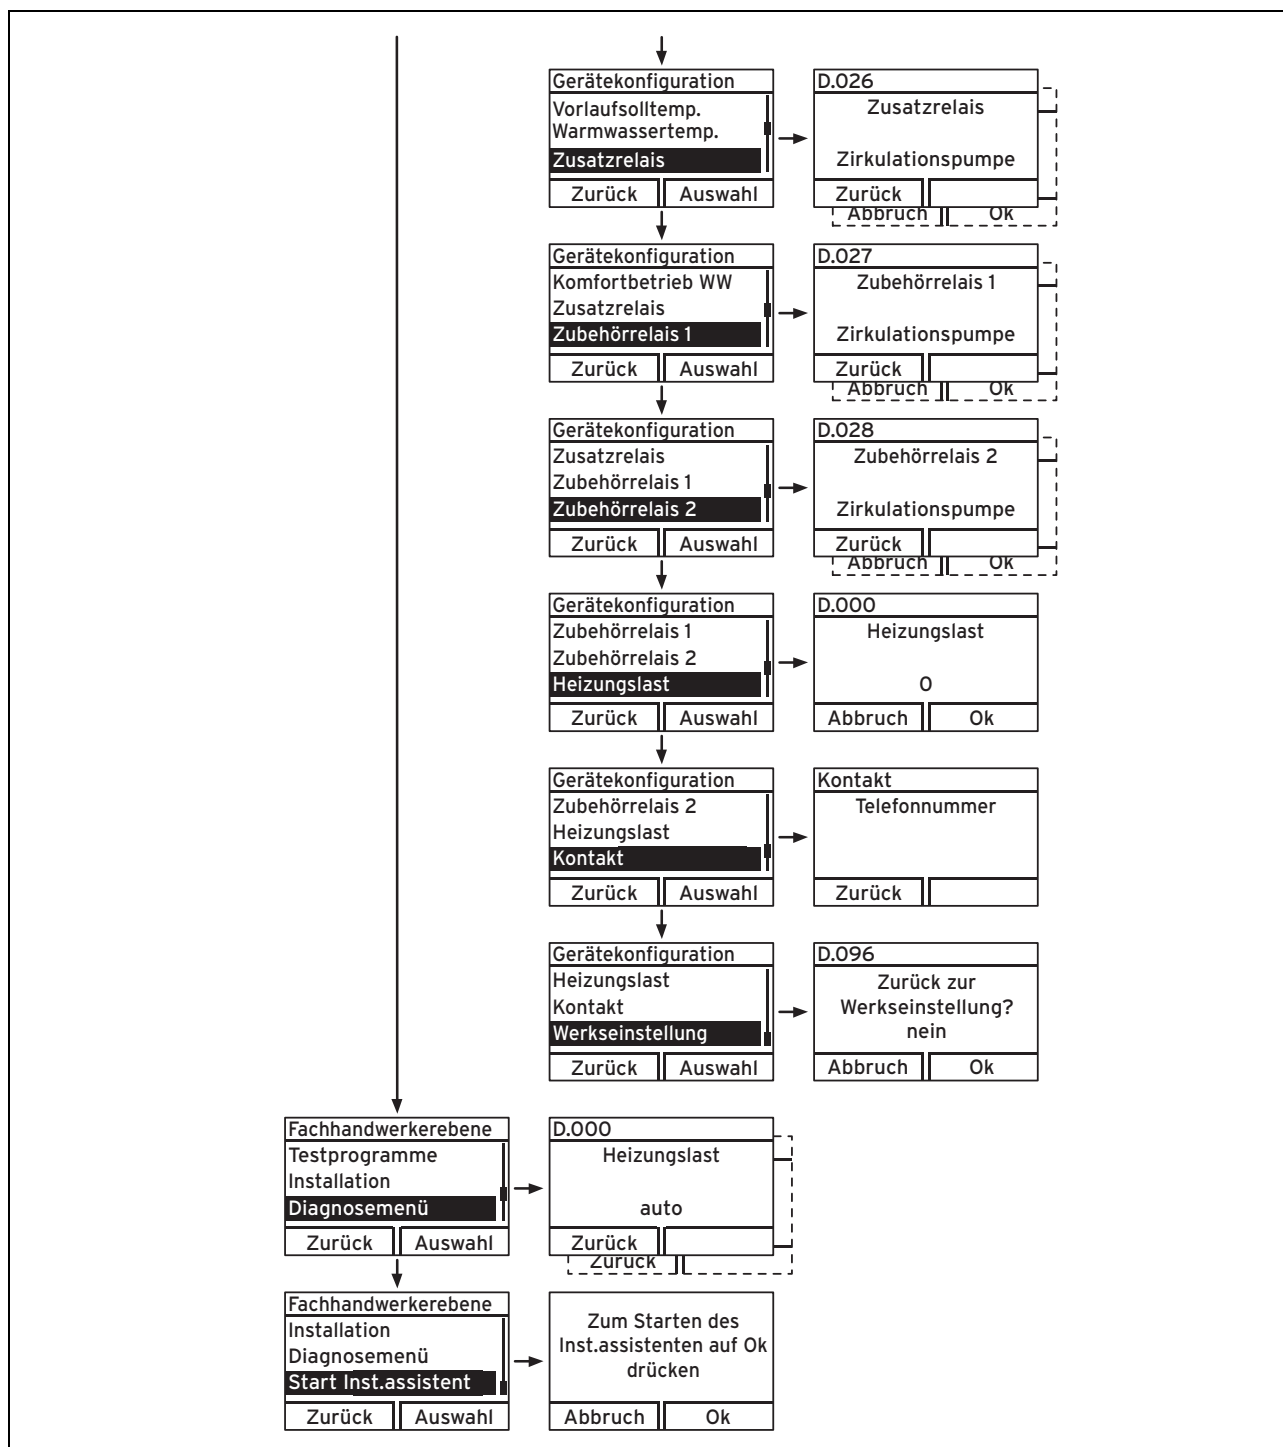 Gerätekonfiguration
Vorlaufsolltemp.
Warmwassertemp.
Zusatzrelais
Zurück Auswahl
D.026
Zusatzrelais
Zirkulationspumpe
Zurück
Abbruch Ok
Gerätekonfiguration
Komfortbetrieb WW
Zusatzrelais
Zubehörrelais 1
Zurück Auswahl
D.027
Zubehörrelais 1
Zirkulationspumpe
Zurück
Abbruch Ok
Gerätekonfiguration
Zusatzrelais
Zubehörrelais 1
Zubehörrelais 2
Zurück Auswahl
D.028
Zubehörrelais 2
Zirkulationspumpe
Zurück
Abbruch Ok
Gerätekonfiguration
Zubehörrelais 1
Zubehörrelais 2
Heizungslast
Zurück Auswahl
D.000
Heizungslast
0
Abbruch Ok
Gerätekonfiguration
Zubehörrelais 2
Heizungslast
Kontakt
Zurück Auswahl
Kontakt
Telefonnummer
Zurück
Gerätekonfiguration
Heizungslast
Kontakt
Werkseinstellung
Zurück Auswahl
D.096
Zurück zur
Werkseinstellung?
nein
Abbruch Ok
Fachhandwerkerebene
Testprogramme
Installation
Diagnosemenü
Zurück Auswahl
D.000
Heizungslast
auto
Zurück
Zurück
Fachhandwerkerebene
Installation
Diagnosemenü
Start Inst.assistent
Zurück Auswahl
Zum Starten des
Inst.assistenten auf Ok
drücken
Abbruch Ok